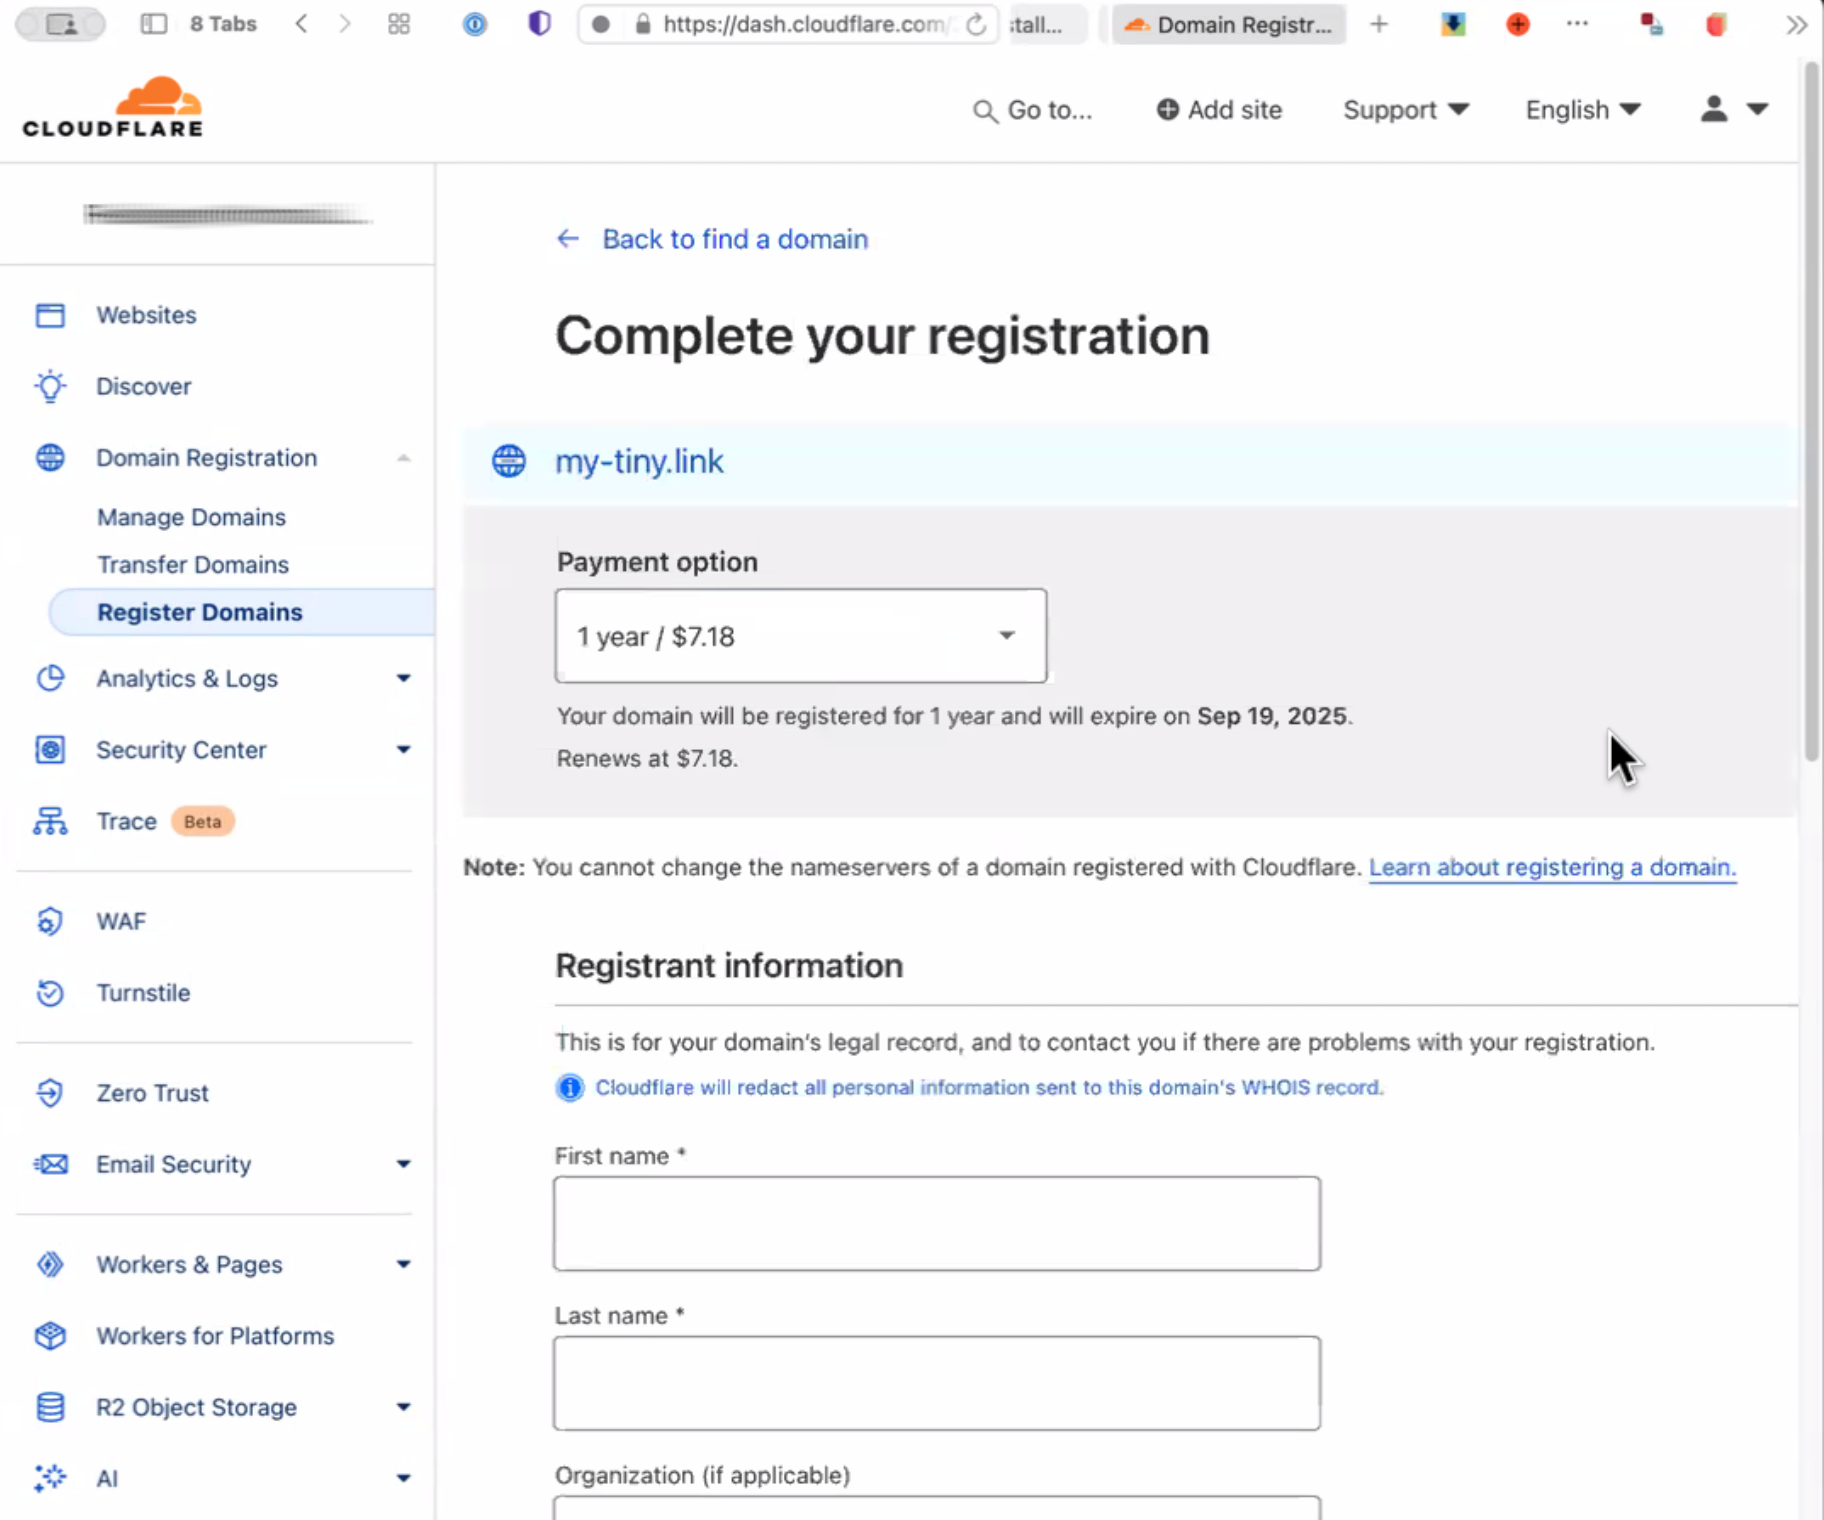 8 Tabs
https://dash.cloudflare.com/
stall...
Domain Registr...
CLOUDFLARE
Go to...
Add site
Support
English
Websites
Discover
Domain Registration
Manage Domains
Transfer Domains
Register Domains
Analytics & Logs
Security Center
Trace Beta
WAF
Turnstile
Zero Trust
Email Security
Workers & Pages
Workers for Platforms
R2 Object Storage
AI
← Back to find a domain
Complete your registration
my-tiny.link
Payment option
1 year / $7.18
Your domain will be registered for 1 year and will expire on Sep 19, 2025.
Renews at $7.18.
Note: You cannot change the nameservers of a domain registered with Cloudflare. Learn about registering a domain.
Registrant information
This is for your domain's legal record, and to contact you if there are problems with your registration.
Cloudflare will redact all personal information sent to this domain's WHOIS record.
First name *
Last name *
Organization (if applicable)